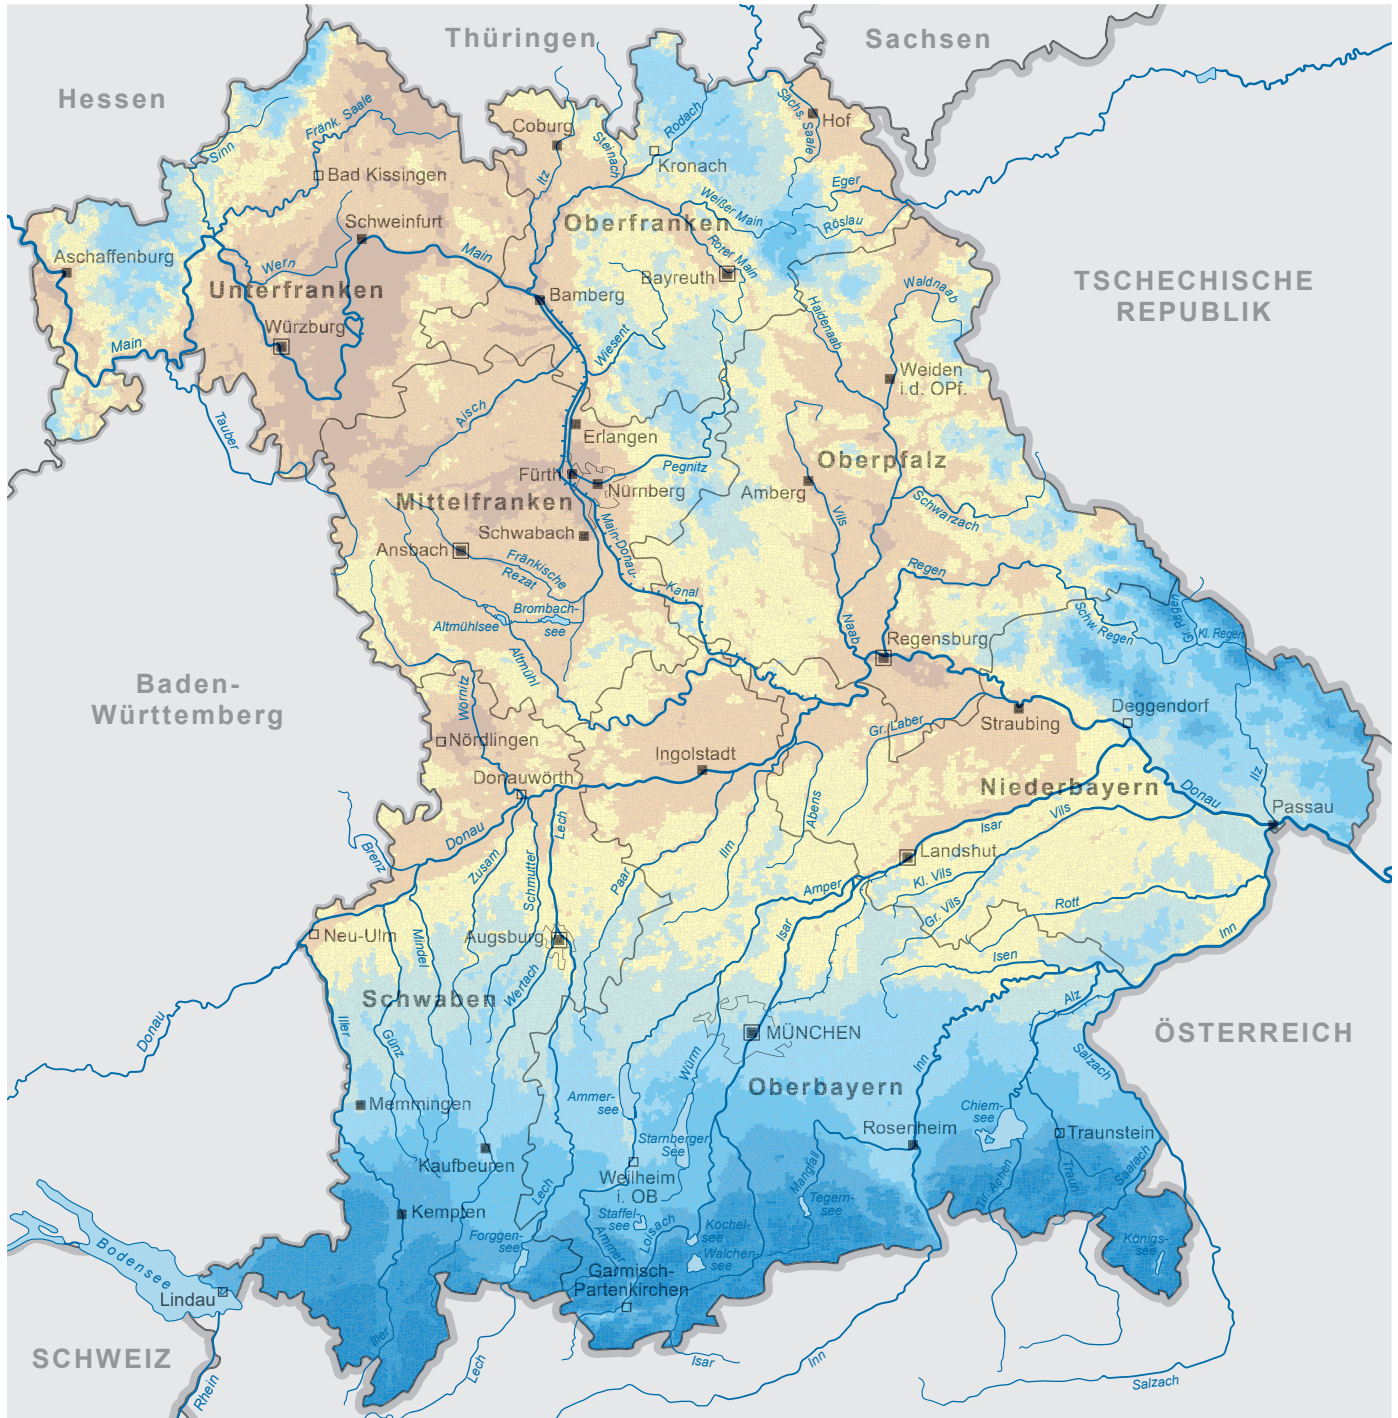 Thüringen
Sachsen
Hessen
Fränk. Saale
Sinn
Coburg
Steinach
Rodach
Sächs. Saale
Hof
Kronach
Bad Kissingen
Itz
Eger
Weißer Main
Röslau
Schweinfurt
Oberfranken
Main
Roter Main
Aschaffenburg
Wern
Bayreuth
Unterfranken
Bamberg
Waldnaab
TSCHECHISCHE
REPUBLIK
Haidenaab
Würzburg
Main
Wiesent
Weiden
i.d. OPf.
Aisch
Tauber
Erlangen
Oberpfalz
Fürth
Pegnitz
Nürnberg
Amberg
Mittelfranken
Vils
Schwarzach
Schwabach
Main-Donau-
Kanal
Ansbach
Fränkische
Rezat
Regen
Brombach-
see
Altmühlsee
Gr. Regen
Kl. Regen
Schw. Regen
Naab
Regensburg
Altmühl
Baden-
Württemberg
Wörnitz
Deggendorf
Straubing
Gr. Laber
Nördlingen
Ingolstadt
Donauwörth
Ilz
Niederbayern
Donau
Passau
Lech
Abens
Isar
Vils
Donau
Brenz
Zusam
Schmutter
Ilm
Landshut
Paar
Amper
Kl. Vils
Gr. Vils
Rott
Isar
Inn
Neu-Ulm
Mindel
Augsburg
Isen
Wertach
Schwaben
Alz
Iller
Donau
Günz
MÜNCHEN
ÖSTERREICH
Würm
Inn
Salzach
Oberbayern
Ammer-
see
Memmingen
Chiem-
see
Starnberger
See
Rosenheim
Traunstein
Kaufbeuren
Weilheim
i. OB
Mangfall
Tir. Achen
Traun
Saalach
Lech
Tegern-
see
Kempten
Staffel-
see
Ammer
Loisach
Kochel-
see
Walchen-
see
Forggen-
see
Königs-
see
Bodensee
Garmisch-
Partenkirchen
Lindau
Iller
SCHWEIZ
Rhein
Lech
Isar
Inn
Salzach